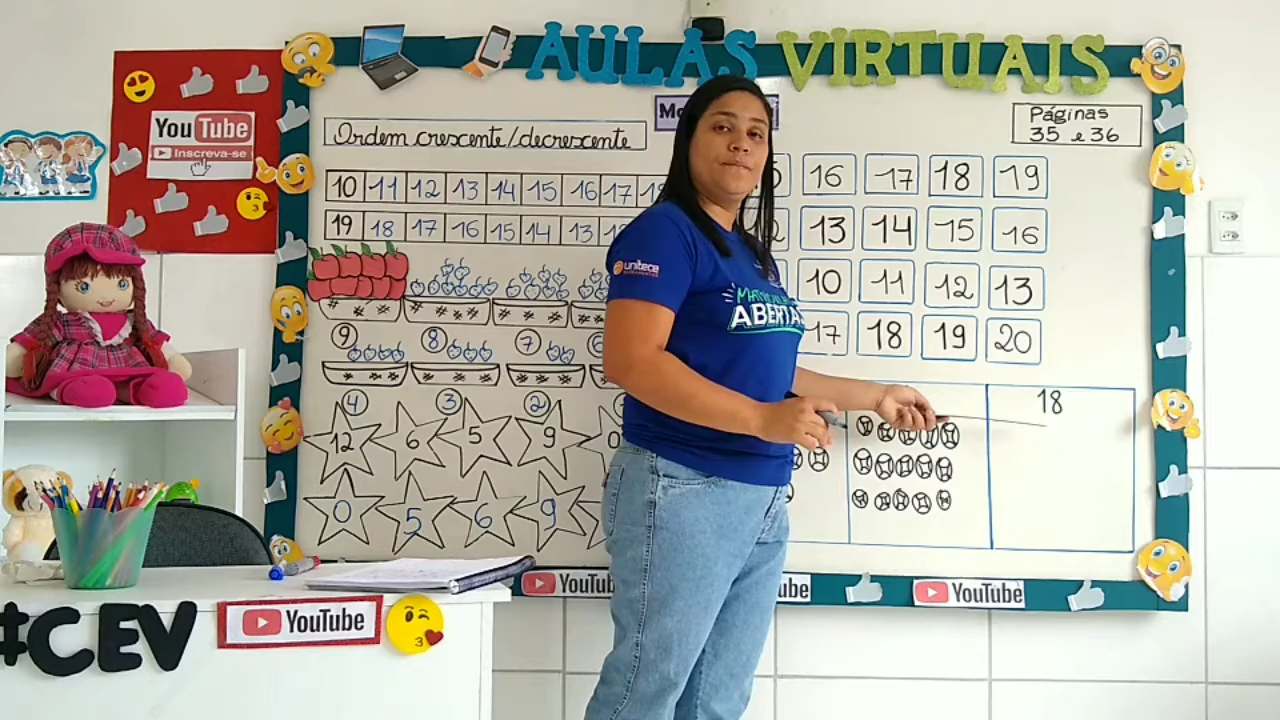 AULAS VIRTUAIS
Páginas
35 e 36
YouTube
Inscreva-se
Ordem crescente/decrescente
10 11 12 13 14 15 16 17
19 18 17 16 15 14 13
16 17 18 19
13 14 15 16
10 11 12 13
17 18 19 20
9 8 7
4 3 2
12 6 5 9 0
0 5 6 9
18
unitece
ABERTAS
YouTube
YouTube
#CEV
YouTube